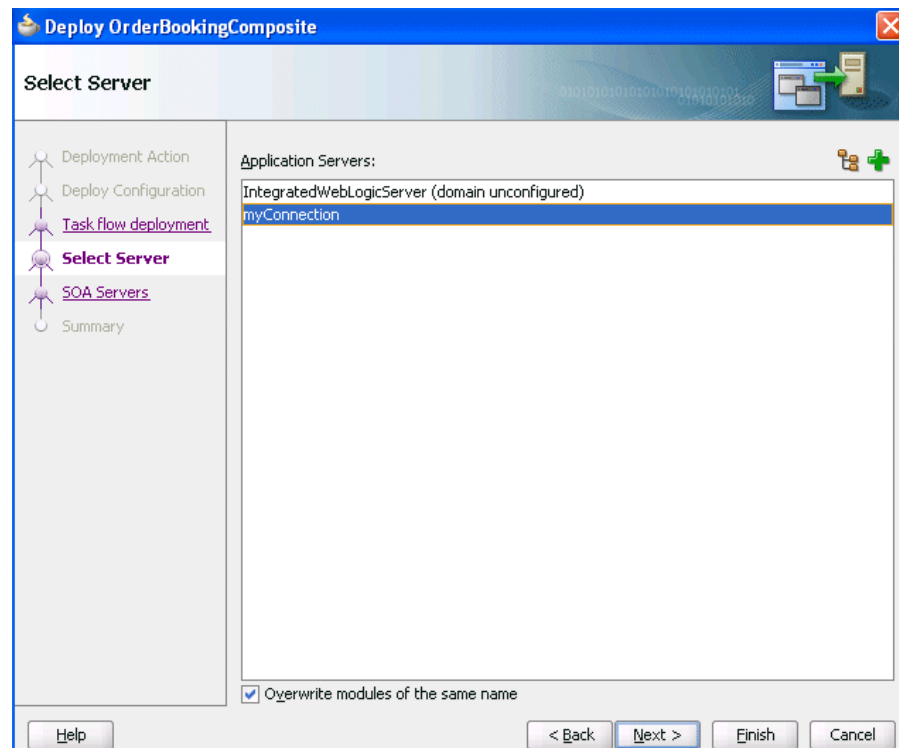 Deploy OrderBookingComposite
Select Server
Deployment Action
Deploy Configuration
Task flow deployment
Select Server
SOA Servers
Summary
Application Servers:
IntegratedWebLogicServer (domain unconfigured)
myConnection
Overwrite modules of the same name
Help
< Back
Next >
Finish
Cancel